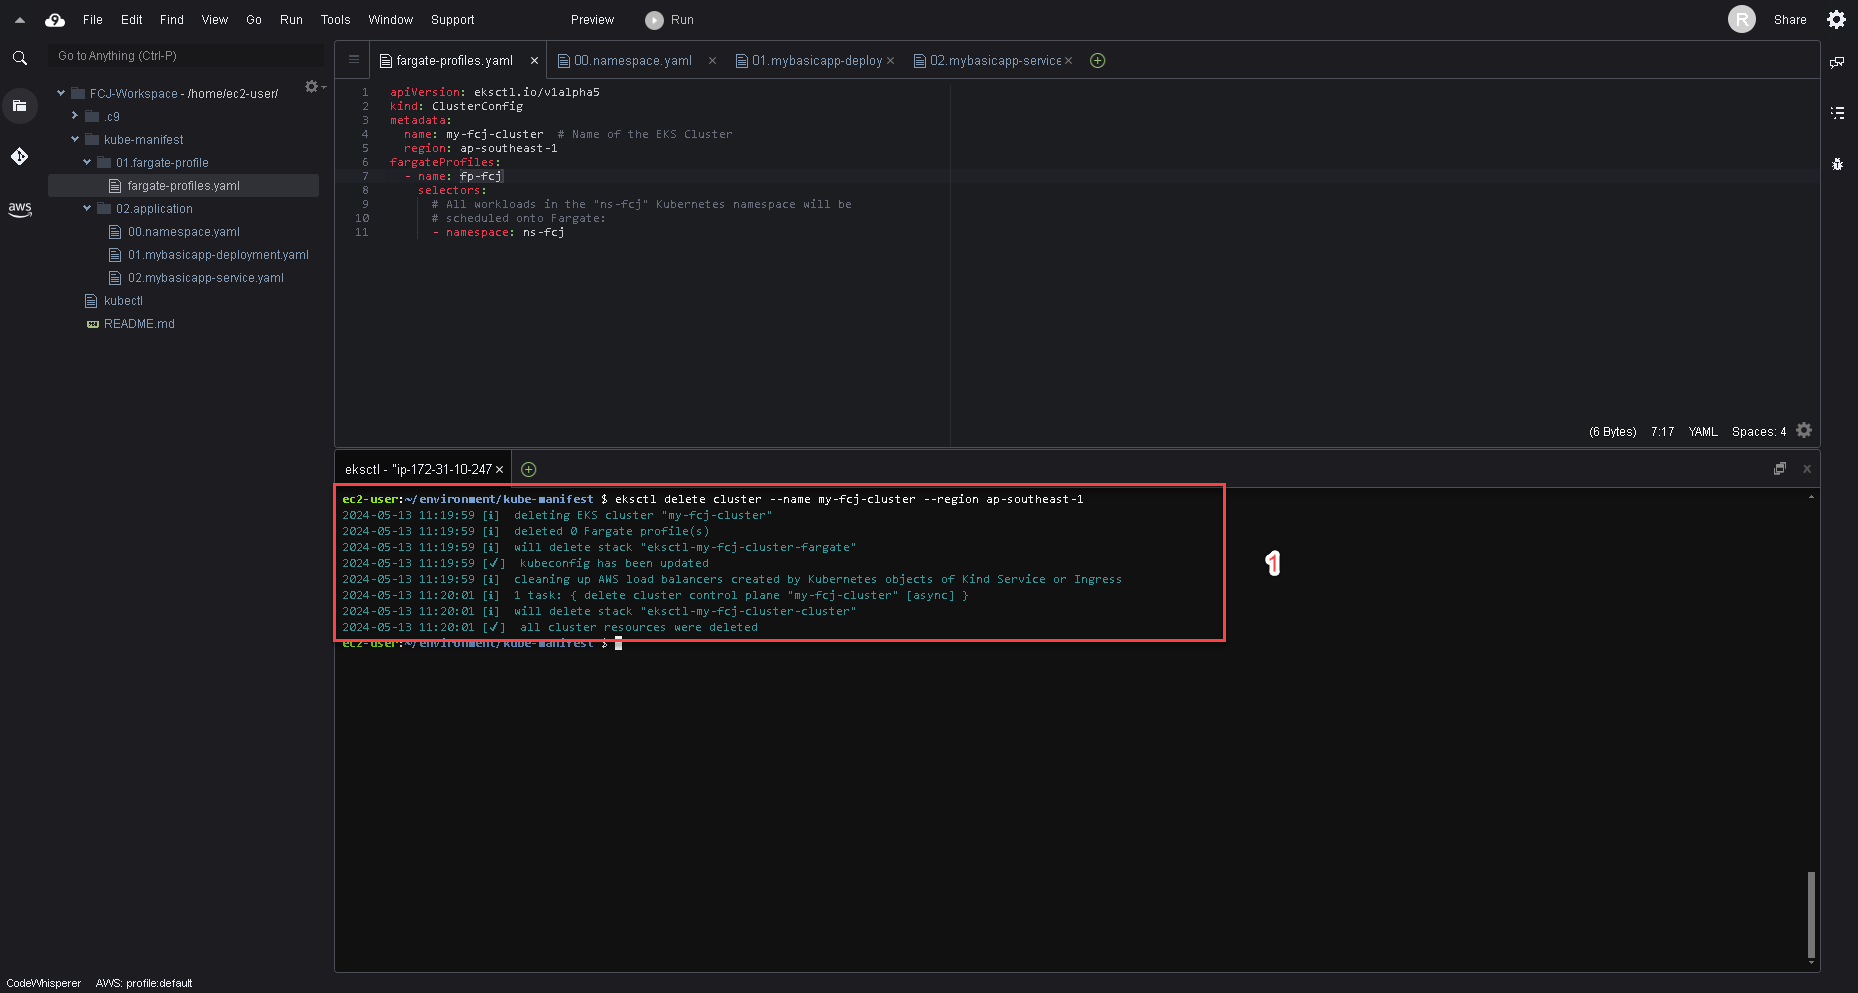 File Edit Find View Go Run Tools Window Support Preview Run R Share
Go to Anything (Ctrl-P)
FCJ-Workspace - /home/ec2-user/
.c9
kube-manifest
01.fargate-profile
fargate-profiles.yaml
02.application
00.namespace.yaml
01.mybasicapp-deployment.yaml
02.mybasicapp-service.yaml
kubectl
README.md
aws
fargate-profiles.yaml 00.namespace.yaml 01.mybasicapp-deploy 02.mybasicapp-service
1 apiVersion: eksctl.io/v1alpha5
2 kind: ClusterConfig
3 metadata:
4 name: my-fcj-cluster # Name of the EKS Cluster
5 region: ap-southeast-1
6 fargateProfiles:
7 - name: fp-fcj
8 selectors:
9 # All workloads in the "ns-fcj" Kubernetes namespace will be
10 # scheduled onto Fargate:
11 - namespace: ns-fcj
(6 Bytes) 7:17 YAML Spaces: 4
eksctl - "ip-172-31-10-247
ec2-user:~/environment/kube-manifest $ eksctl delete cluster --name my-fcj-cluster --region ap-southeast-1
2024-05-13 11:19:59 [ℹ] deleting EKS cluster "my-fcj-cluster"
2024-05-13 11:19:59 [ℹ] deleted 0 Fargate profile(s)
2024-05-13 11:19:59 [ℹ] will delete stack "eksctl-my-fcj-cluster-fargate"
2024-05-13 11:19:59 [✔] kubeconfig has been updated
2024-05-13 11:19:59 [ℹ] cleaning up AWS load balancers created by Kubernetes objects of Kind Service or Ingress
2024-05-13 11:20:01 [ℹ] 1 task: { delete cluster control plane "my-fcj-cluster" [async] }
2024-05-13 11:20:01 [ℹ] will delete stack "eksctl-my-fcj-cluster-cluster"
2024-05-13 11:20:01 [✔] all cluster resources were deleted
ec2-user:~/environment/kube-manifest $
1
CodeWhisperer AWS: profile:default